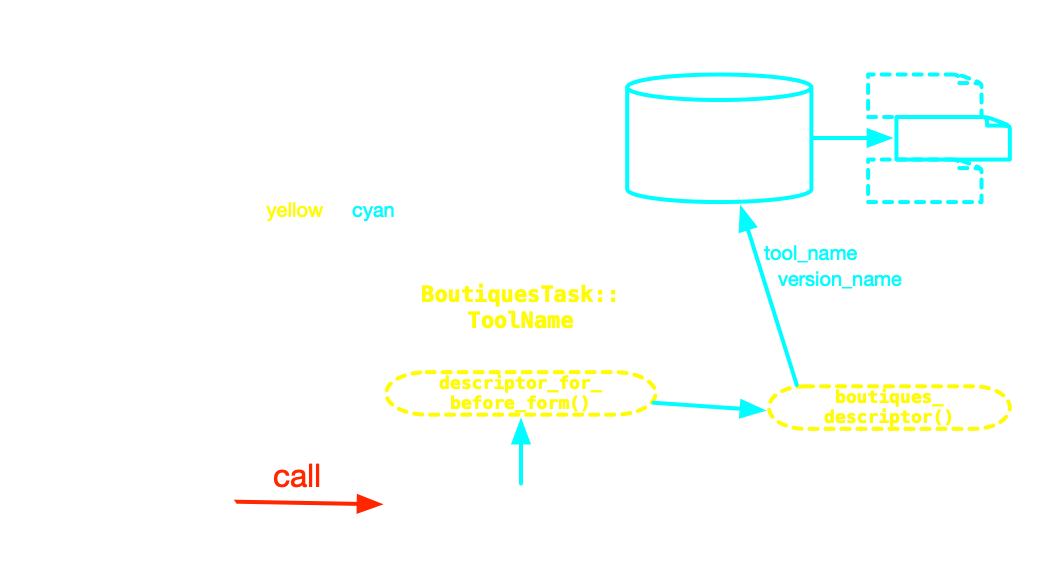 yellow cyan
tool_name
version_name
BoutiquesTask::
ToolName
descriptor_for_
before_form()
boutiques_
descriptor()
call